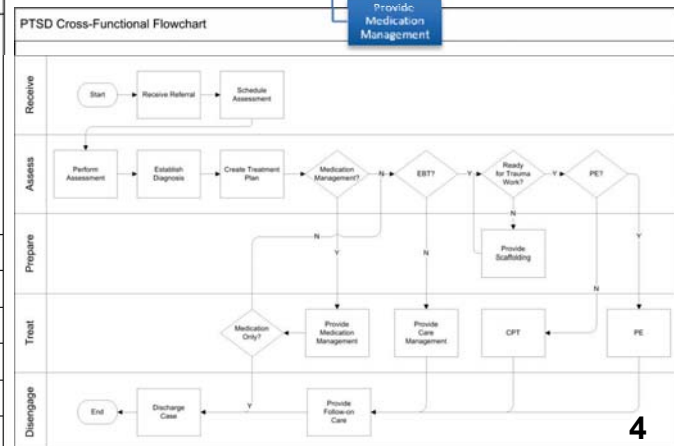 Provide
Medication
Management
PTSD Cross-Functional Flowchart
Receive
Start
Receive Referral
Schedule
Assessment
Assess
Perform
Assessment
Establish
Diagnosis
Create Treatment
Plan
Medication
Management?
N
EBT?
Y
Ready
for Trauma
Work?
Y
PE?
Prepare
N
Y
N
N
Provide
Scaffolding
Y
N
Treat
Medication
Only?
Provide
Medication
Management
Provide
Care
Management
CPT
PE
Disengage
End
Discharge
Case
Y
Provide
Follow-on
Care
4